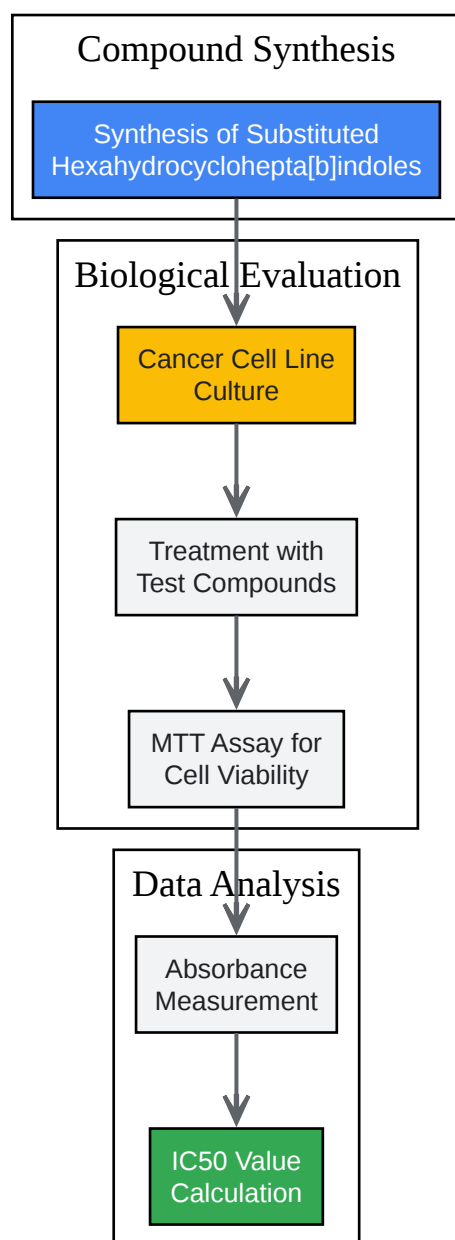 Compound Synthesis
Synthesis of Substituted
Hexahydrocyclohepta[b]indoles
Biological Evaluation
Cancer Cell Line
Culture
Treatment with
Test Compounds
MTT Assay for
Cell Viability
Data Analysis
Absorbance
Measurement
IC50 Value
Calculation